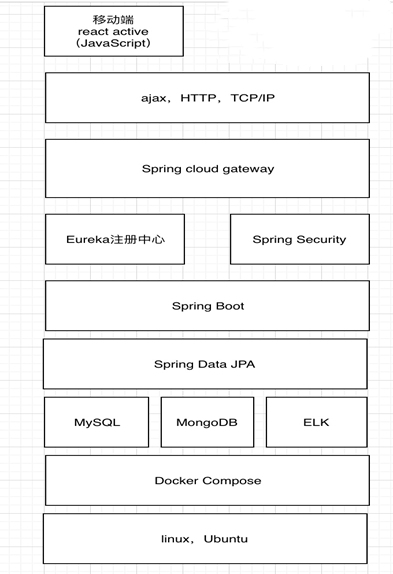 移动端
react active
（JavaScript）
ajax，HTTP，TCP/IP
Spring cloud gateway
Eureka注册中心
Spring Security
Spring Boot
Spring Data JPA
MySQL
MongoDB
ELK
Docker Compose
linux，Ubuntu